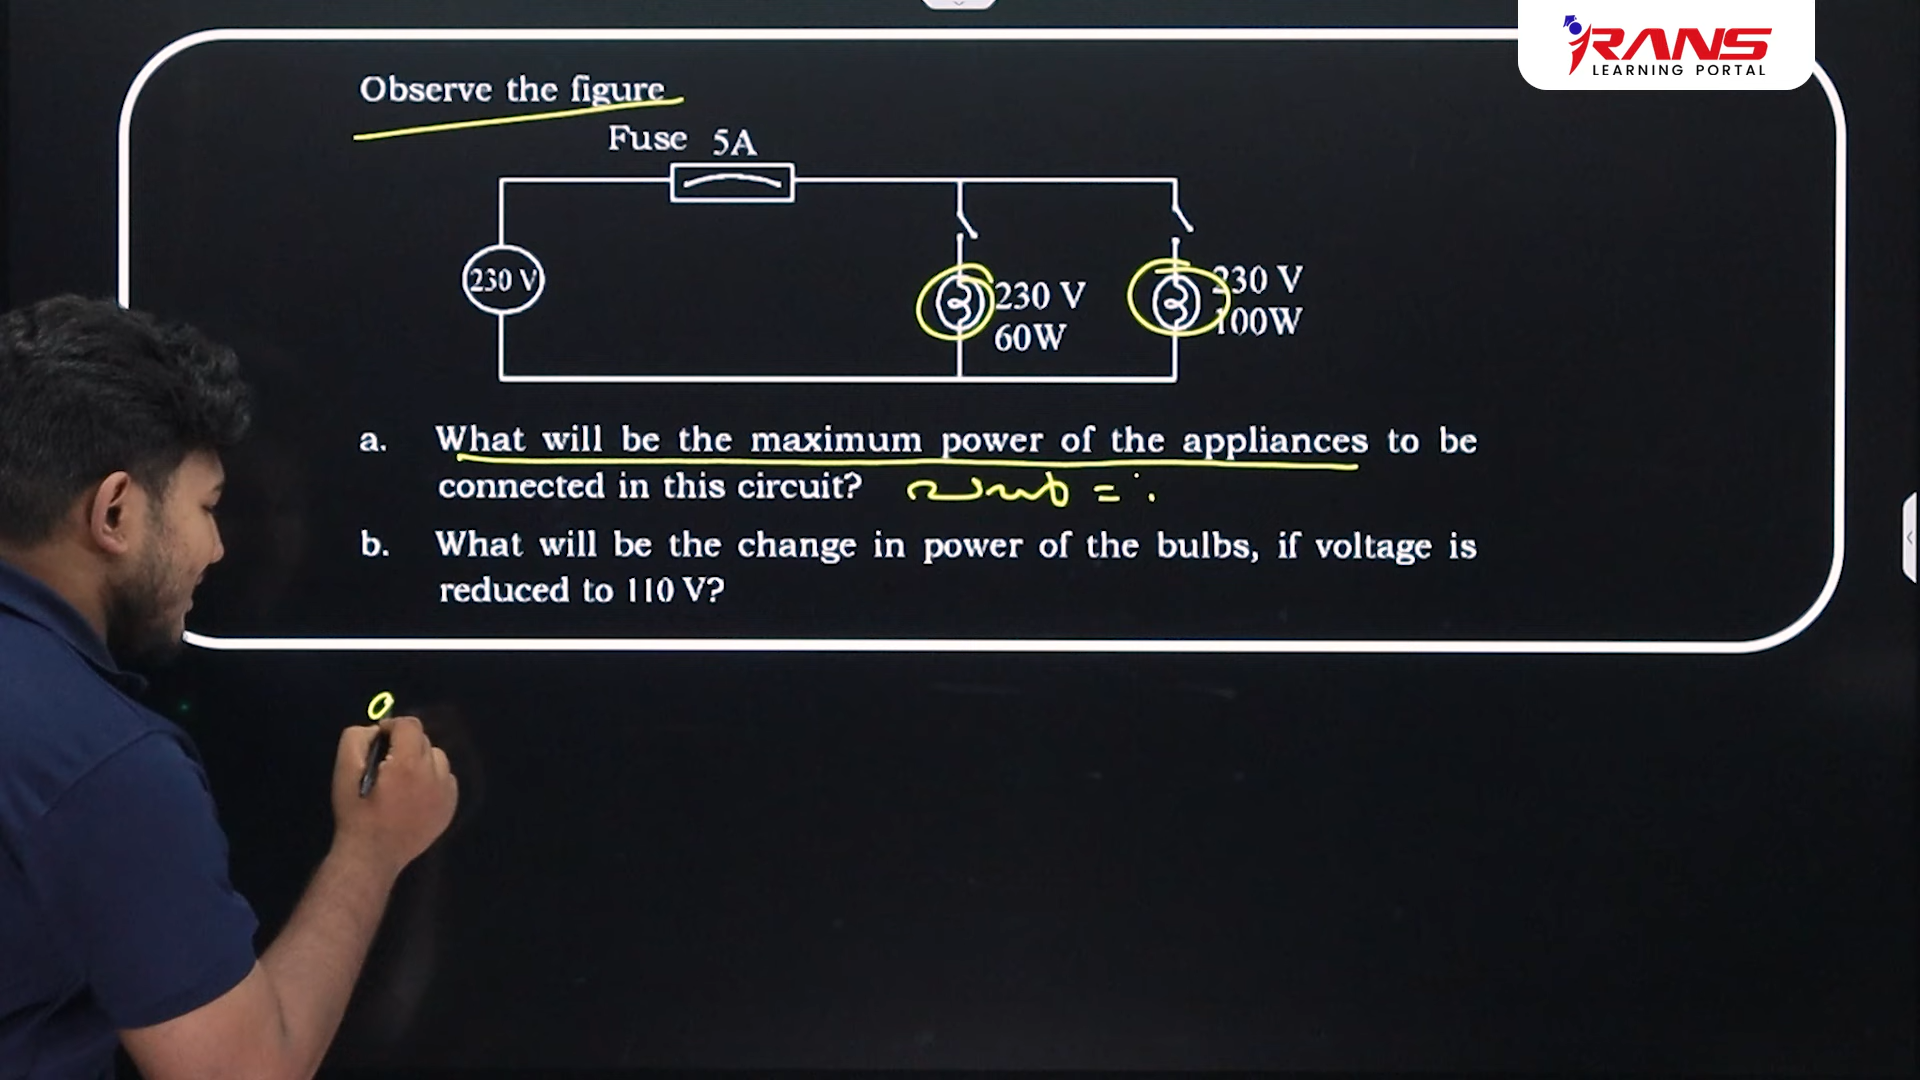 RANS
LEARNING PORTAL
Observe the figure
Fuse 5A
230 V
230 V
60W
230 V
100W
a. What will be the maximum power of the appliances to be
connected in this circuit?
b. What will be the change in power of the bulbs, if voltage is
reduced to 110 V?